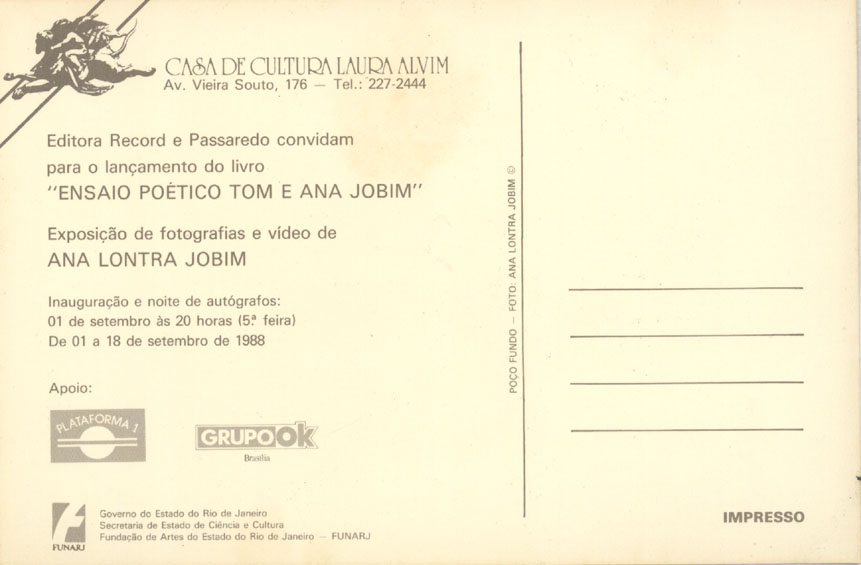 CASA DE CULTURA LAURA ALVIM
Av. Vieira Souto, 176 — Tel.: 227-2444
Editora Record e Passaredo convidam
para o lançamento do livro
"ENSAIO POÉTICO TOM E ANA JOBIM"
Exposição de fotografias e vídeo de
ANA LONTRA JOBIM
Inauguração e noite de autógrafos:
01 de setembro às 20 horas (5ª feira)
De 01 a 18 de setembro de 1988
Apoio:
PLATAFORMA 1
GRUPO OK
Brasília
FUNARJ
Governo do Estado do Rio de Janeiro
Secretaria de Estado de Ciência e Cultura
Fundação de Artes do Estado do Rio de Janeiro — FUNARJ
POÇO FUNDO — FOTO: ANA LONTRA JOBIM ©
IMPRESSO